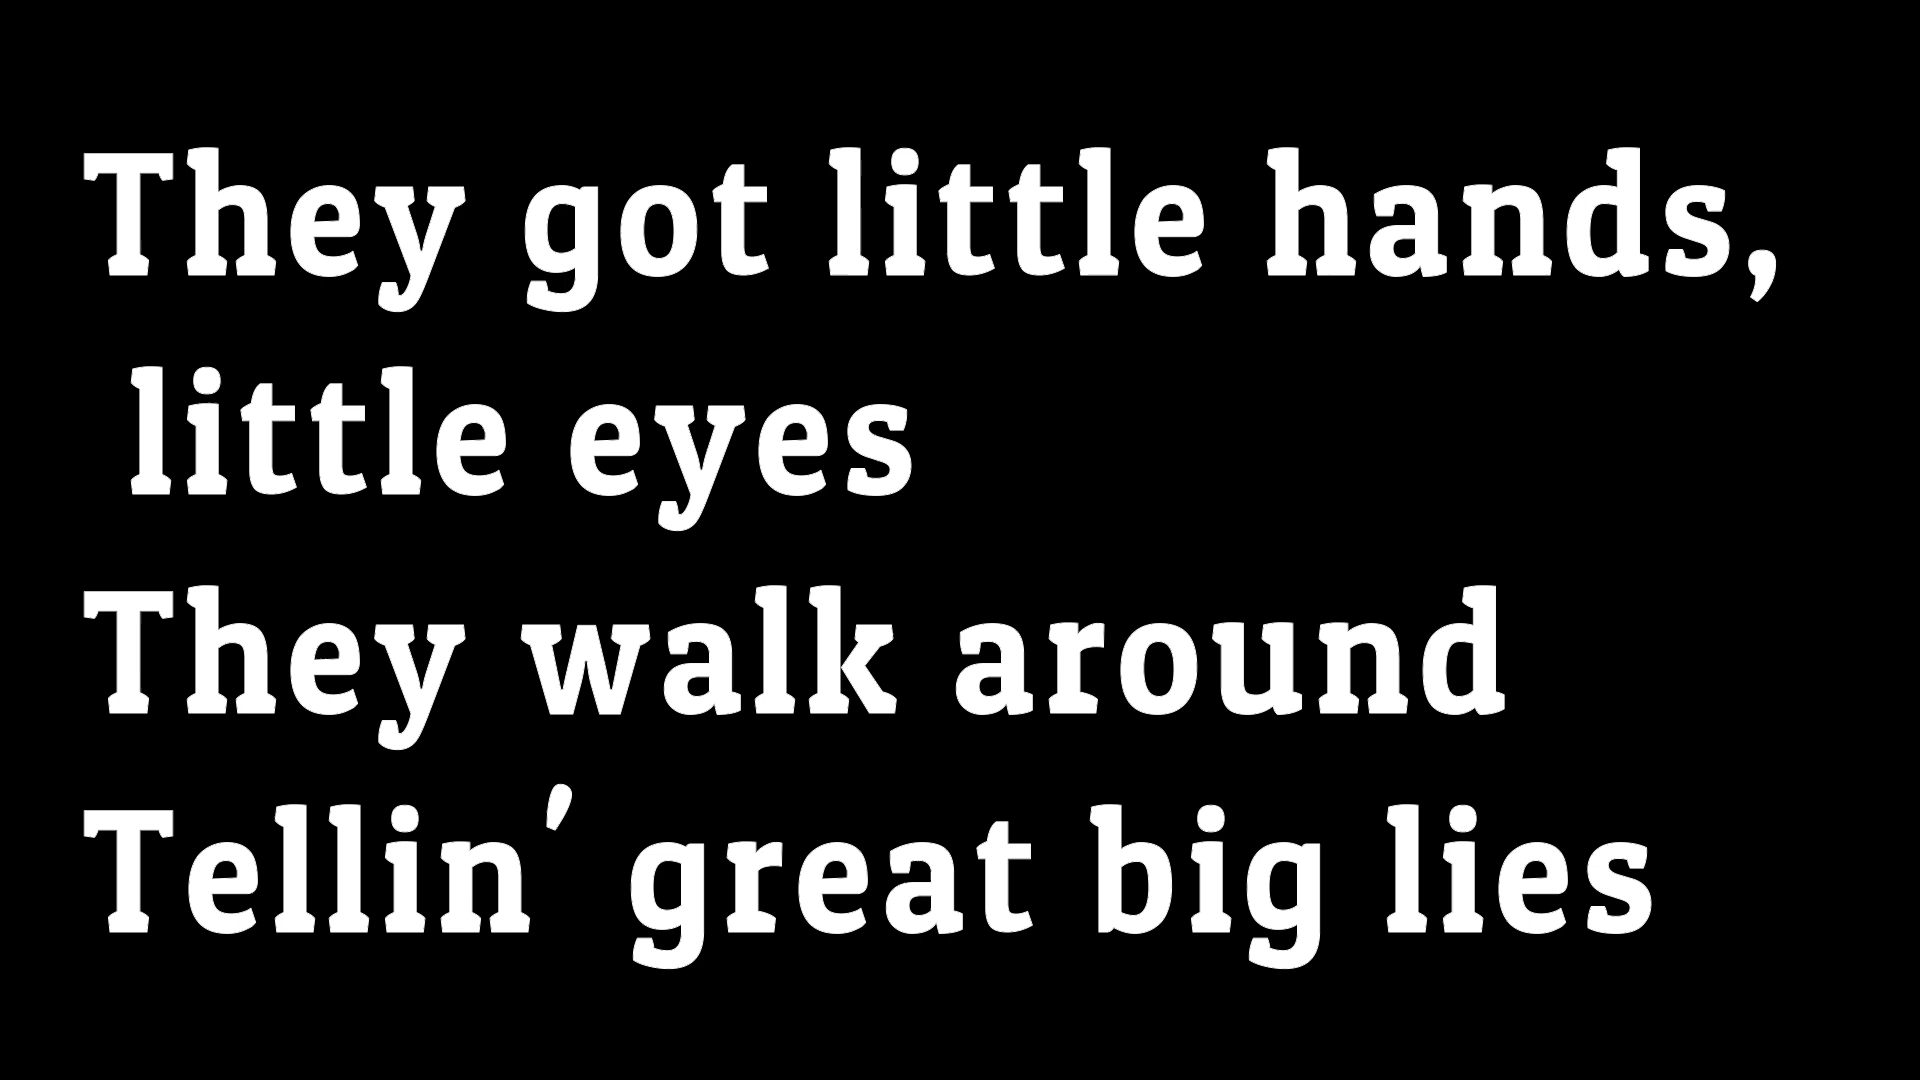 They got little hands,
little eyes
They walk around
Tellin' great big lies